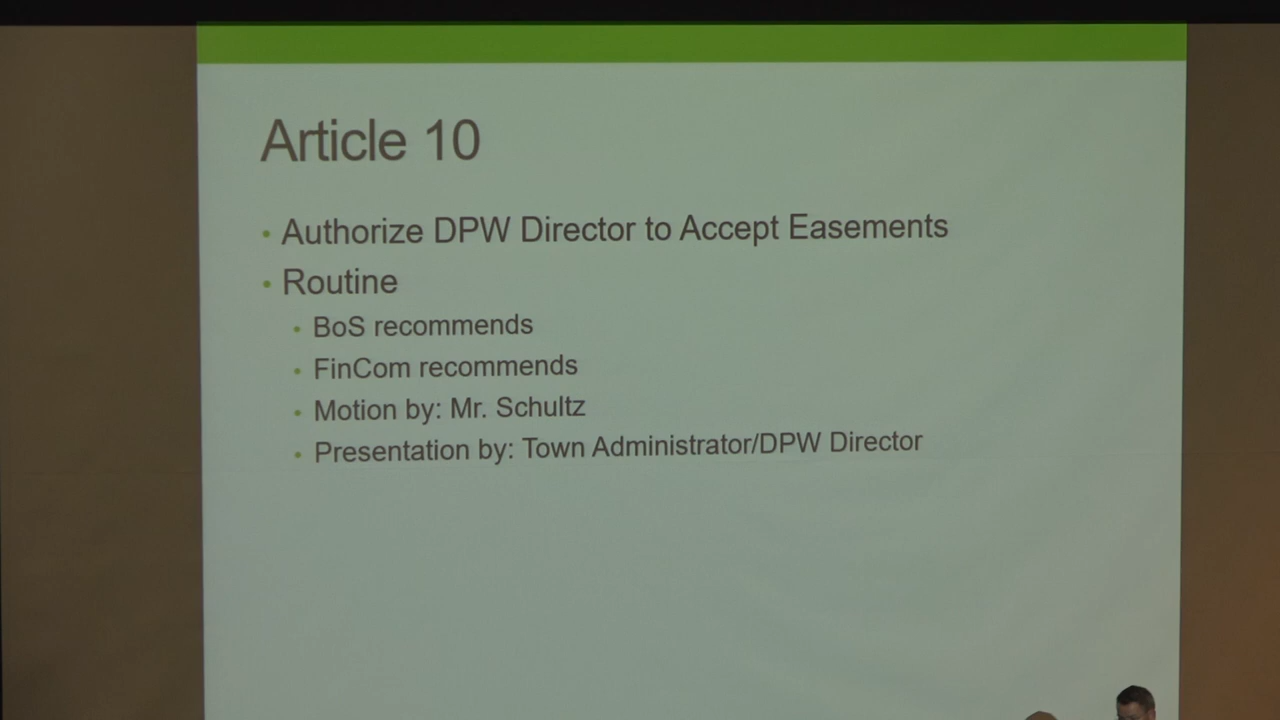 Article 10
• Authorize DPW Director to Accept Easements
• Routine
• BoS recommends
• FinCom recommends
• Motion by: Mr. Schultz
• Presentation by: Town Administrator/DPW Director